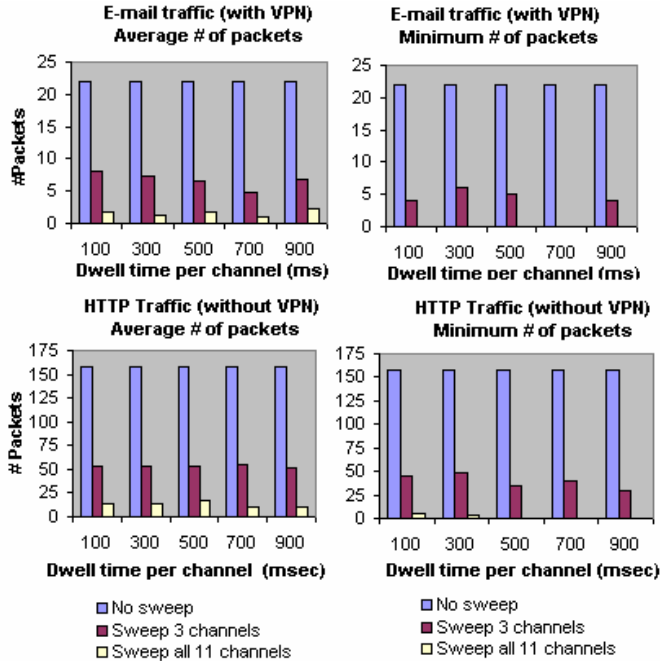 E-mail traffic (with VPN)
Average # of packets
25
20
15
10
5
0
#Packets
100 300 500 700 900
Dwell time per channel (ms)
E-mail traffic (with VPN)
Minimum # of packets
25
20
15
10
5
0
100 300 500 700 900
Dwell time per channel (ms)
HTTP Traffic (without VPN)
Average # of packets
175
150
125
100
75
50
25
0
# Packets
100 300 500 700 900
Dwell time per channel (msec)
No sweep
Sweep 3 channels
Sweep all 11 channels
HTTP Traffic (without VPN)
Minimum # of packets
175
150
125
100
75
50
25
0
100 300 500 700 900
Dwell time per channel (msec)
No sweep
Sweep 3 channels
Sweep all 11 channels